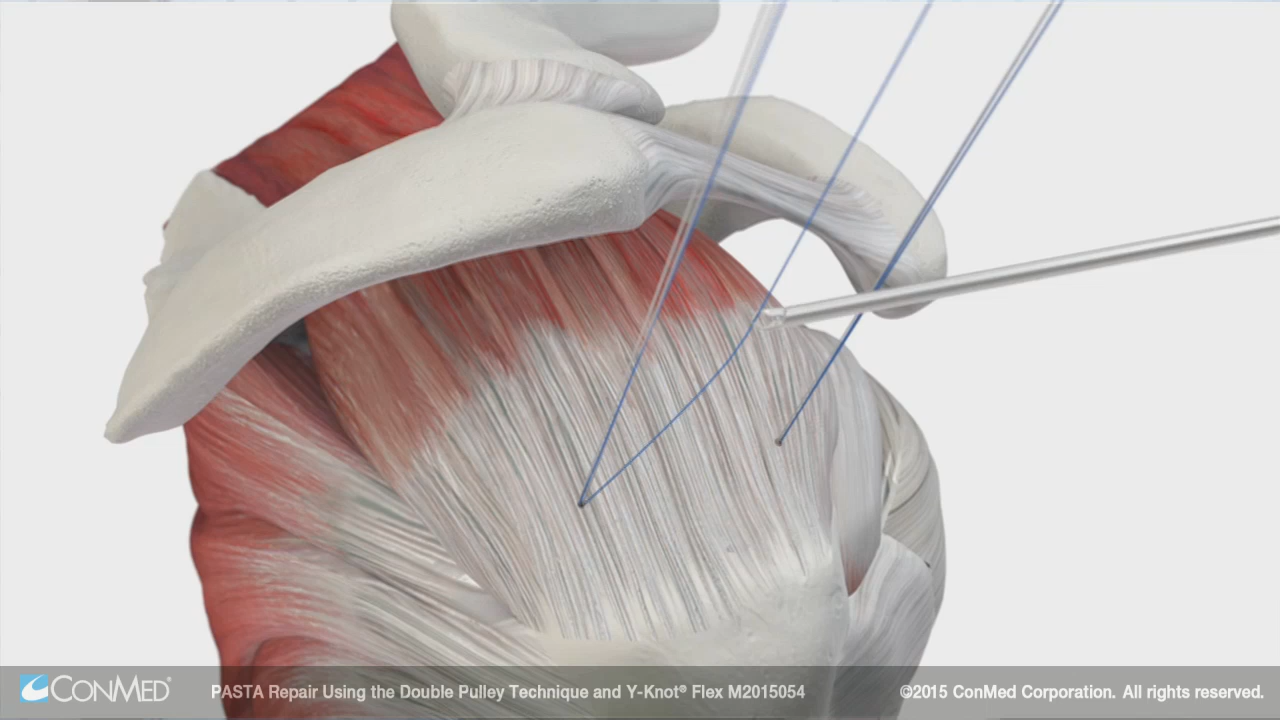 CONMED® PASTA Repair Using the Double Pulley Technique and Y-Knot® Flex M2015054 ©2015 ConMed Corporation. All rights reserved.